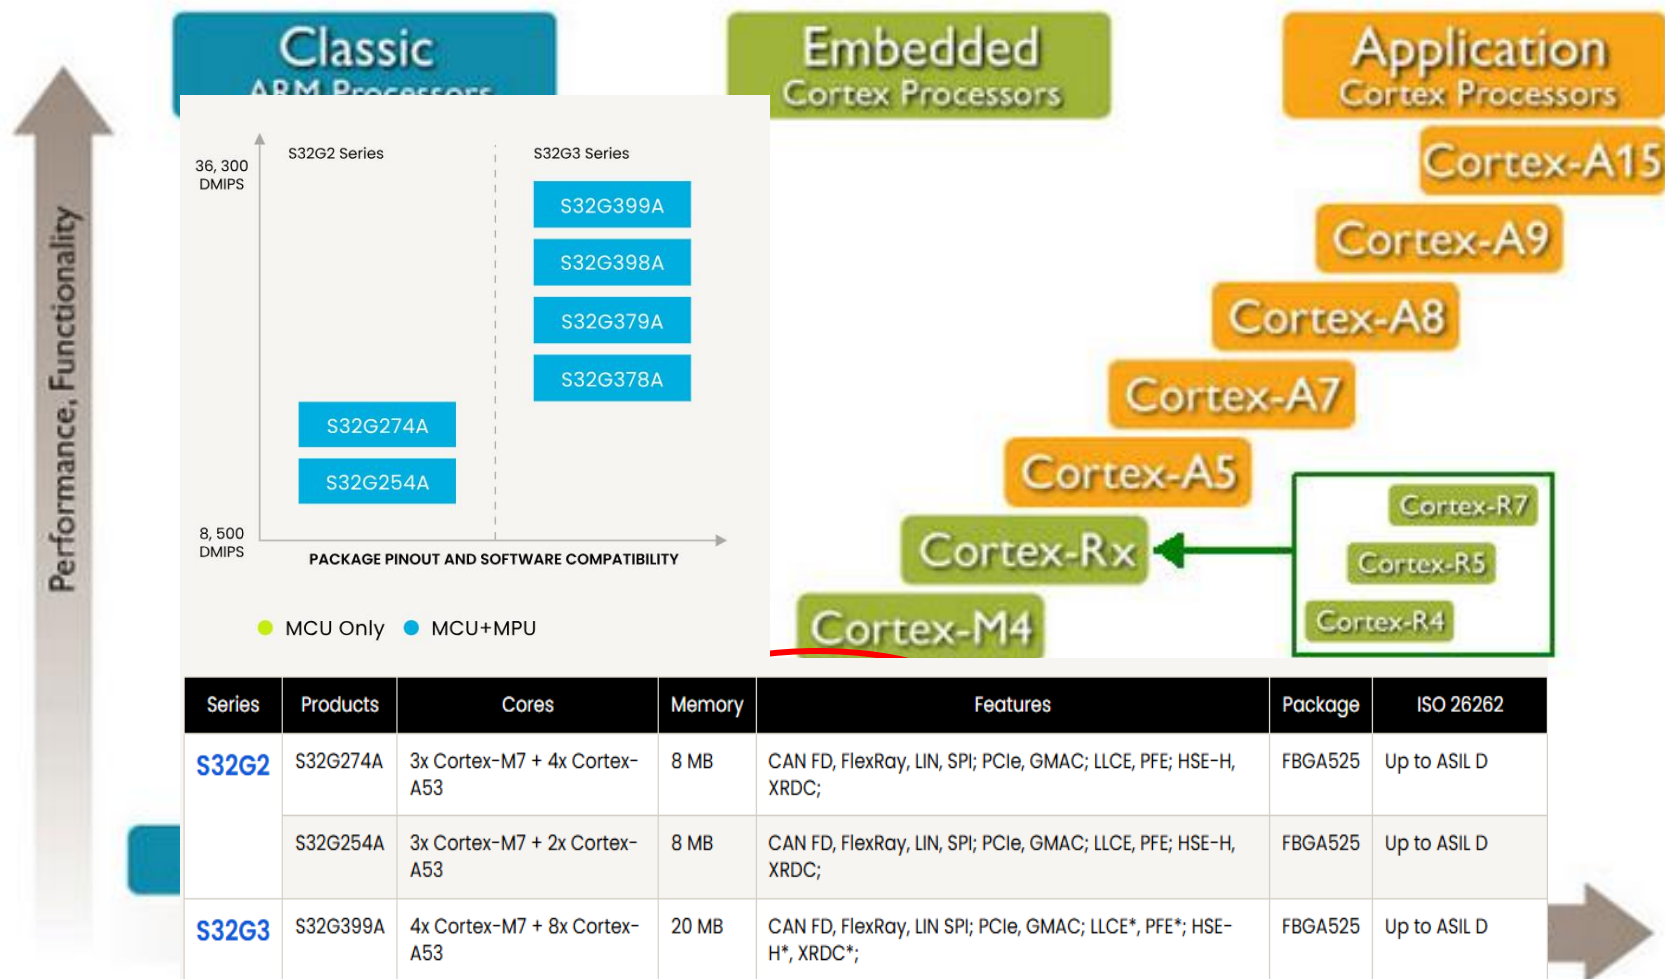 Classic
ARM Processors
Embedded
Cortex Processors
Application
Cortex Processors
Performance, Functionality
S32G2 Series
S32G3 Series
36, 300
DMIPS
S32G399A
S32G398A
S32G379A
S32G378A
S32G274A
S32G254A
8, 500
DMIPS
PACKAGE PINOUT AND SOFTWARE COMPATIBILITY
MCU Only
MCU+MPU
Cortex-A15
Cortex-A9
Cortex-A8
Cortex-A7
Cortex-A5
Cortex-Rx
Cortex-R7
Cortex-R5
Cortex-R4
Cortex-M4
Series Products Cores Memory Features Package ISO 26262
S32G2 S32G274A 3x Cortex-M7 + 4x Cortex- 8 MB CAN FD, FlexRay, LIN, SPI; PCIe, GMAC; LLCE, PFE; HSE-H, FBGA525 Up to ASIL D
A53 XRDC;
S32G254A 3x Cortex-M7 + 2x Cortex- 8 MB CAN FD, FlexRay, LIN, SPI; PCIe, GMAC; LLCE, PFE; HSE-H, FBGA525 Up to ASIL D
A53 XRDC;
S32G3 S32G399A 4x Cortex-M7 + 8x Cortex- 20 MB CAN FD, FlexRay, LIN SPI; PCIe, GMAC; LLCE*, PFE*; HSE- FBGA525 Up to ASIL D
A53 H*, XRDC*;